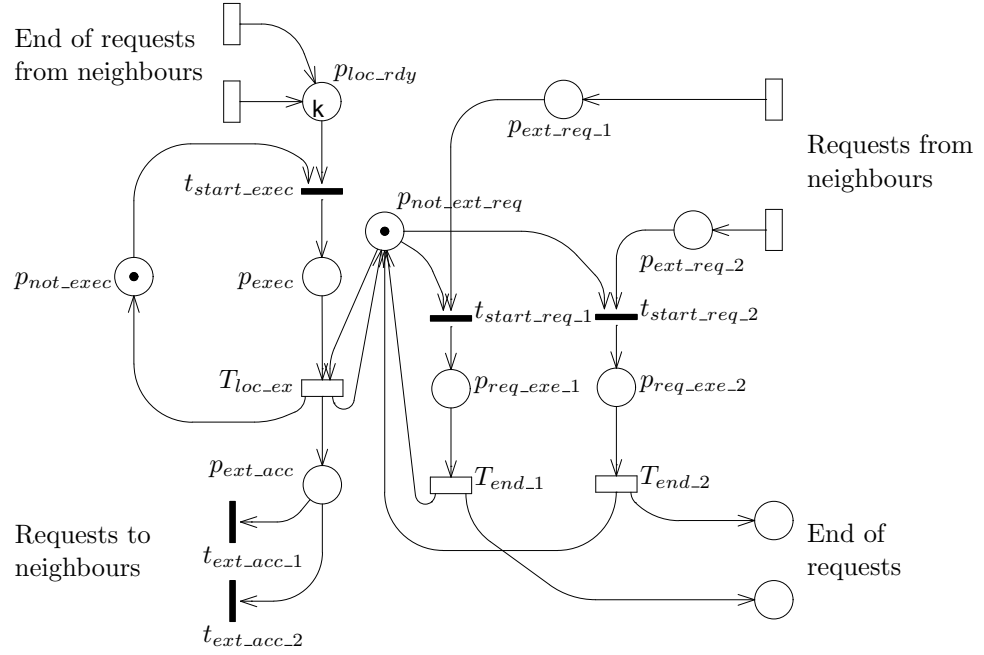 End of requests
from neighbours
p_loc_rdy
k
p_ext_req_1
Requests from
neighbours
t_start_exec
p_not_ext_req
p_ext_req_2
p_not_exec
p_exec
t_start_req_1
t_start_req_2
T_loc_ex
p_req_exe_1
p_req_exe_2
p_ext_acc
T_end_1
T_end_2
Requests to
neighbours
t_ext_acc_1
t_ext_acc_2
End of
requests